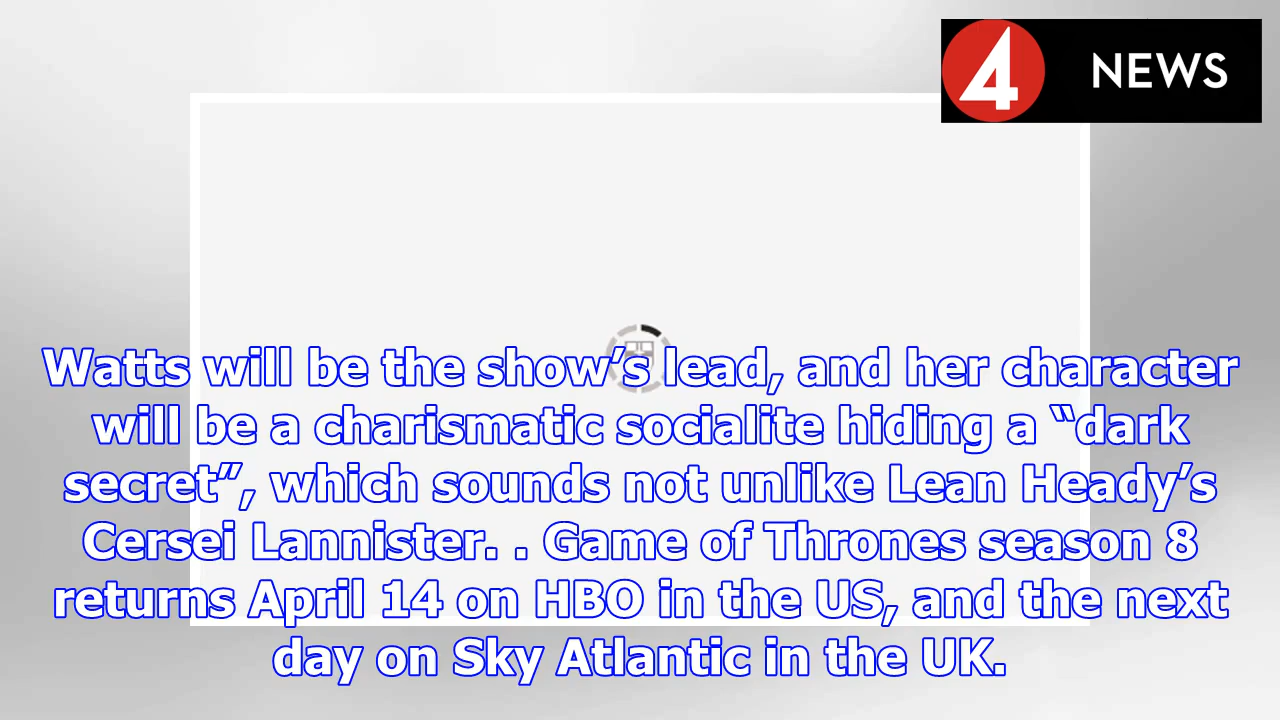 4 NEWS
Watts will be the show’s lead, and her character
will be a charismatic socialite hiding a “dark
secret”, which sounds not unlike Lean Heady’s
Cersei Lannister. . Game of Thrones season 8
returns April 14 on HBO in the US, and the next
day on Sky Atlantic in the UK.